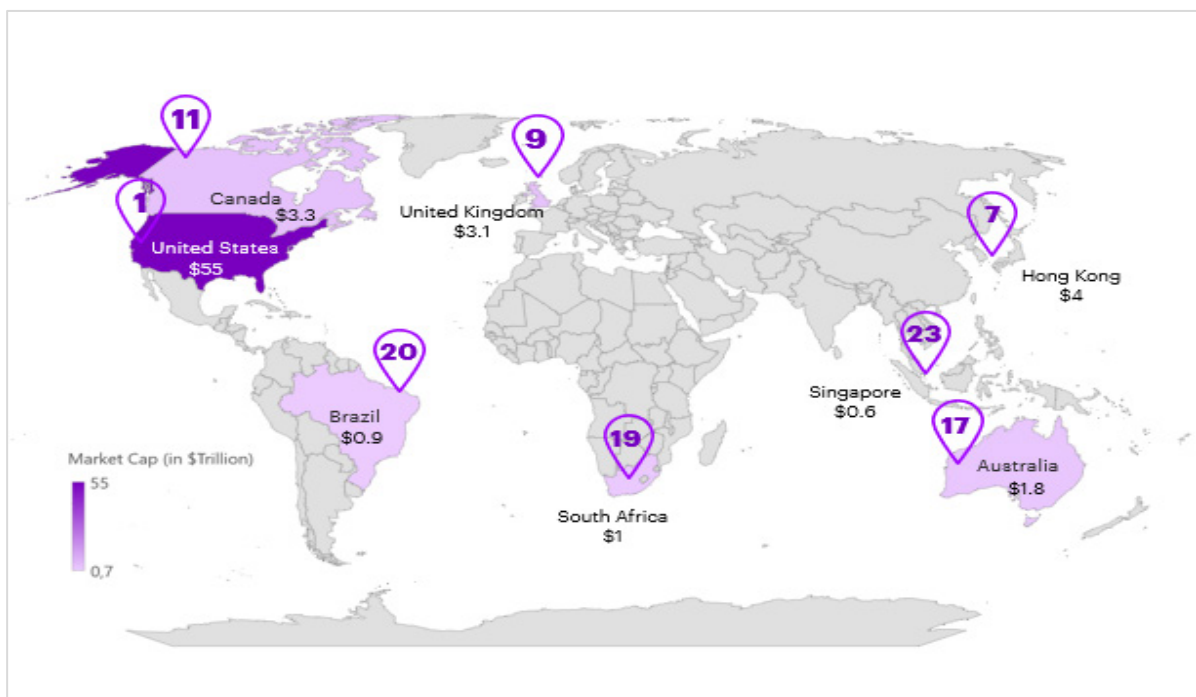 11
9
1
Canada
$3.3
United Kingdom
$3.1
7
United States
$55
Hong Kong
$4
20
23
Singapore
$0.6
Brazil
$0.9
19
17
Market Cap (in $Trillion)
55
0,7
Australia
$1.8
South Africa
$1